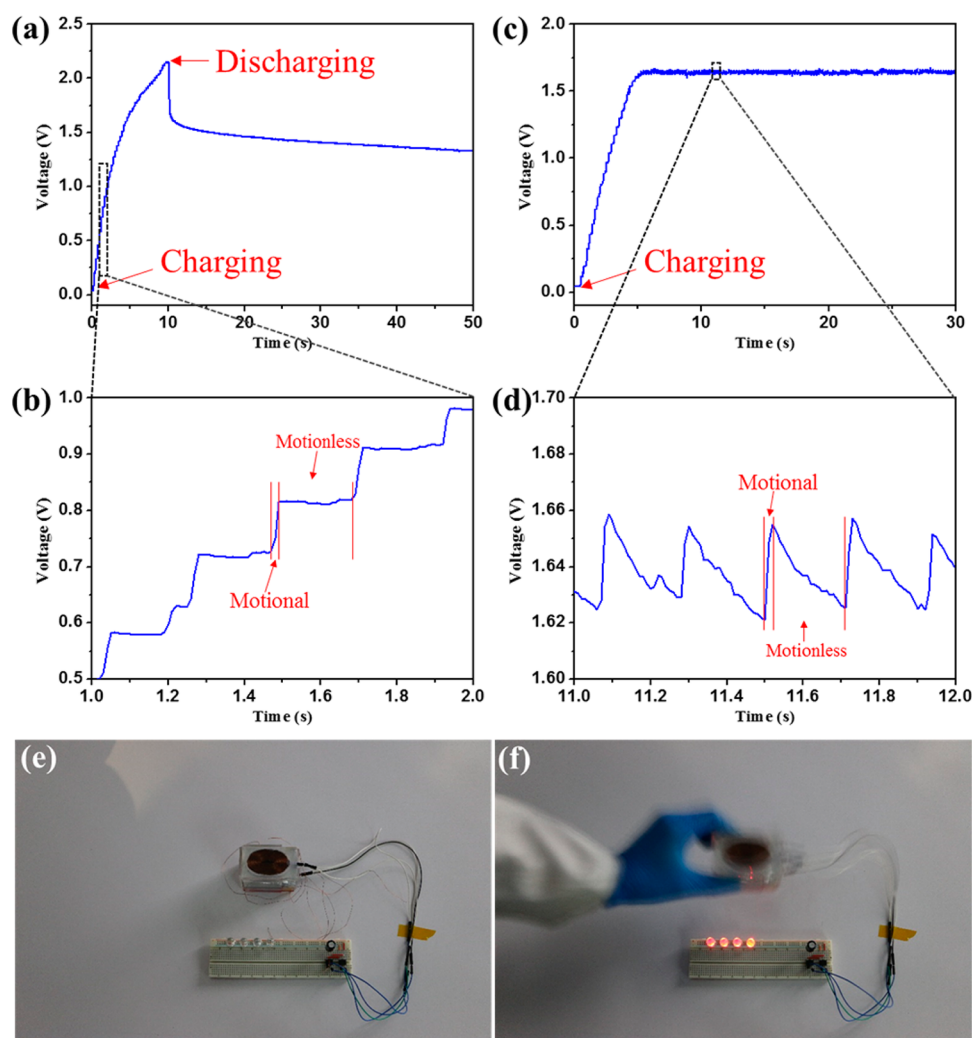 (a)
2.5
2.0
1.5
1.0
0.5
0.0
Voltage (V)
Discharging
Charging
0
10
20
30
40
50
Time (s)
(c)
2.0
1.5
1.0
0.5
0.0
Voltage (V)
Charging
0
10
20
30
Time (s)
(b)
1.0
0.9
0.8
0.7
0.6
0.5
Voltage (V)
Motionless
Motional
1.0
1.2
1.4
1.6
1.8
2.0
Time (s)
(d)
1.70
1.68
1.66
1.64
1.62
1.60
Voltage (V)
Motional
Motionless
11.0
11.2
11.4
11.6
11.8
12.0
Time (s)
(e)
(f)